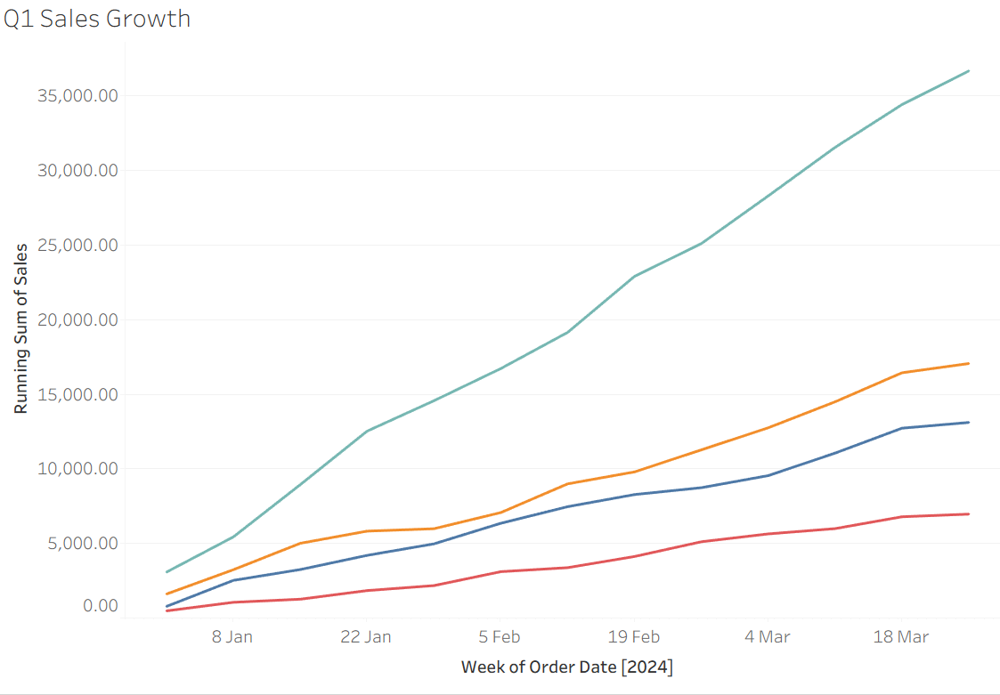 Q1 Sales Growth
35,000.00
30,000.00
25,000.00
20,000.00
15,000.00
10,000.00
5,000.00
0.00
Running Sum of Sales
8 Jan 22 Jan 5 Feb 19 Feb 4 Mar 18 Mar
Week of Order Date [2024]